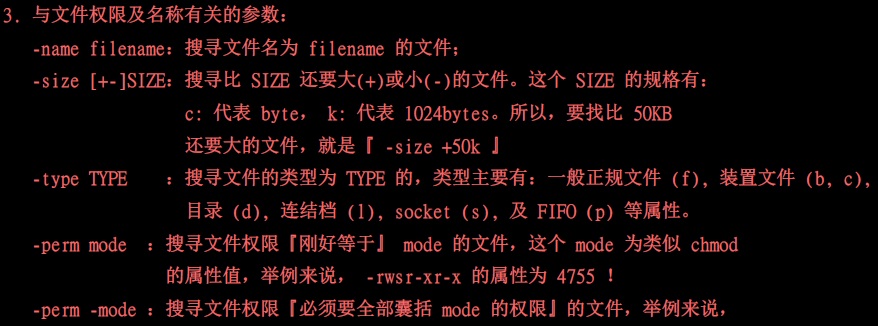 3. 与文件权限及名称有关的参数：
-name filename：搜寻文件名为 filename 的文件；
-size [+-]SIZE：搜寻比 SIZE 还要大(+)或小(-)的文件。这个 SIZE 的规格有：
c: 代表 byte， k: 代表 1024bytes。所以，要找比 50KB
还要大的文件，就是『 -size +50k 』
-type TYPE ：搜寻文件的类型为 TYPE 的，类型主要有：一般正规文件 (f), 装置文件 (b, c),
目录 (d), 连结档 (l), socket (s), 及 FIFO (p) 等属性。
-perm mode ：搜寻文件权限『刚好等于』 mode 的文件，这个 mode 为类似 chmod
的属性值，举例来说， -rwsr-xr-x 的属性为 4755 ！
-perm -mode ：搜寻文件权限『必须要全部囊括 mode 的权限』的文件，举例来说，